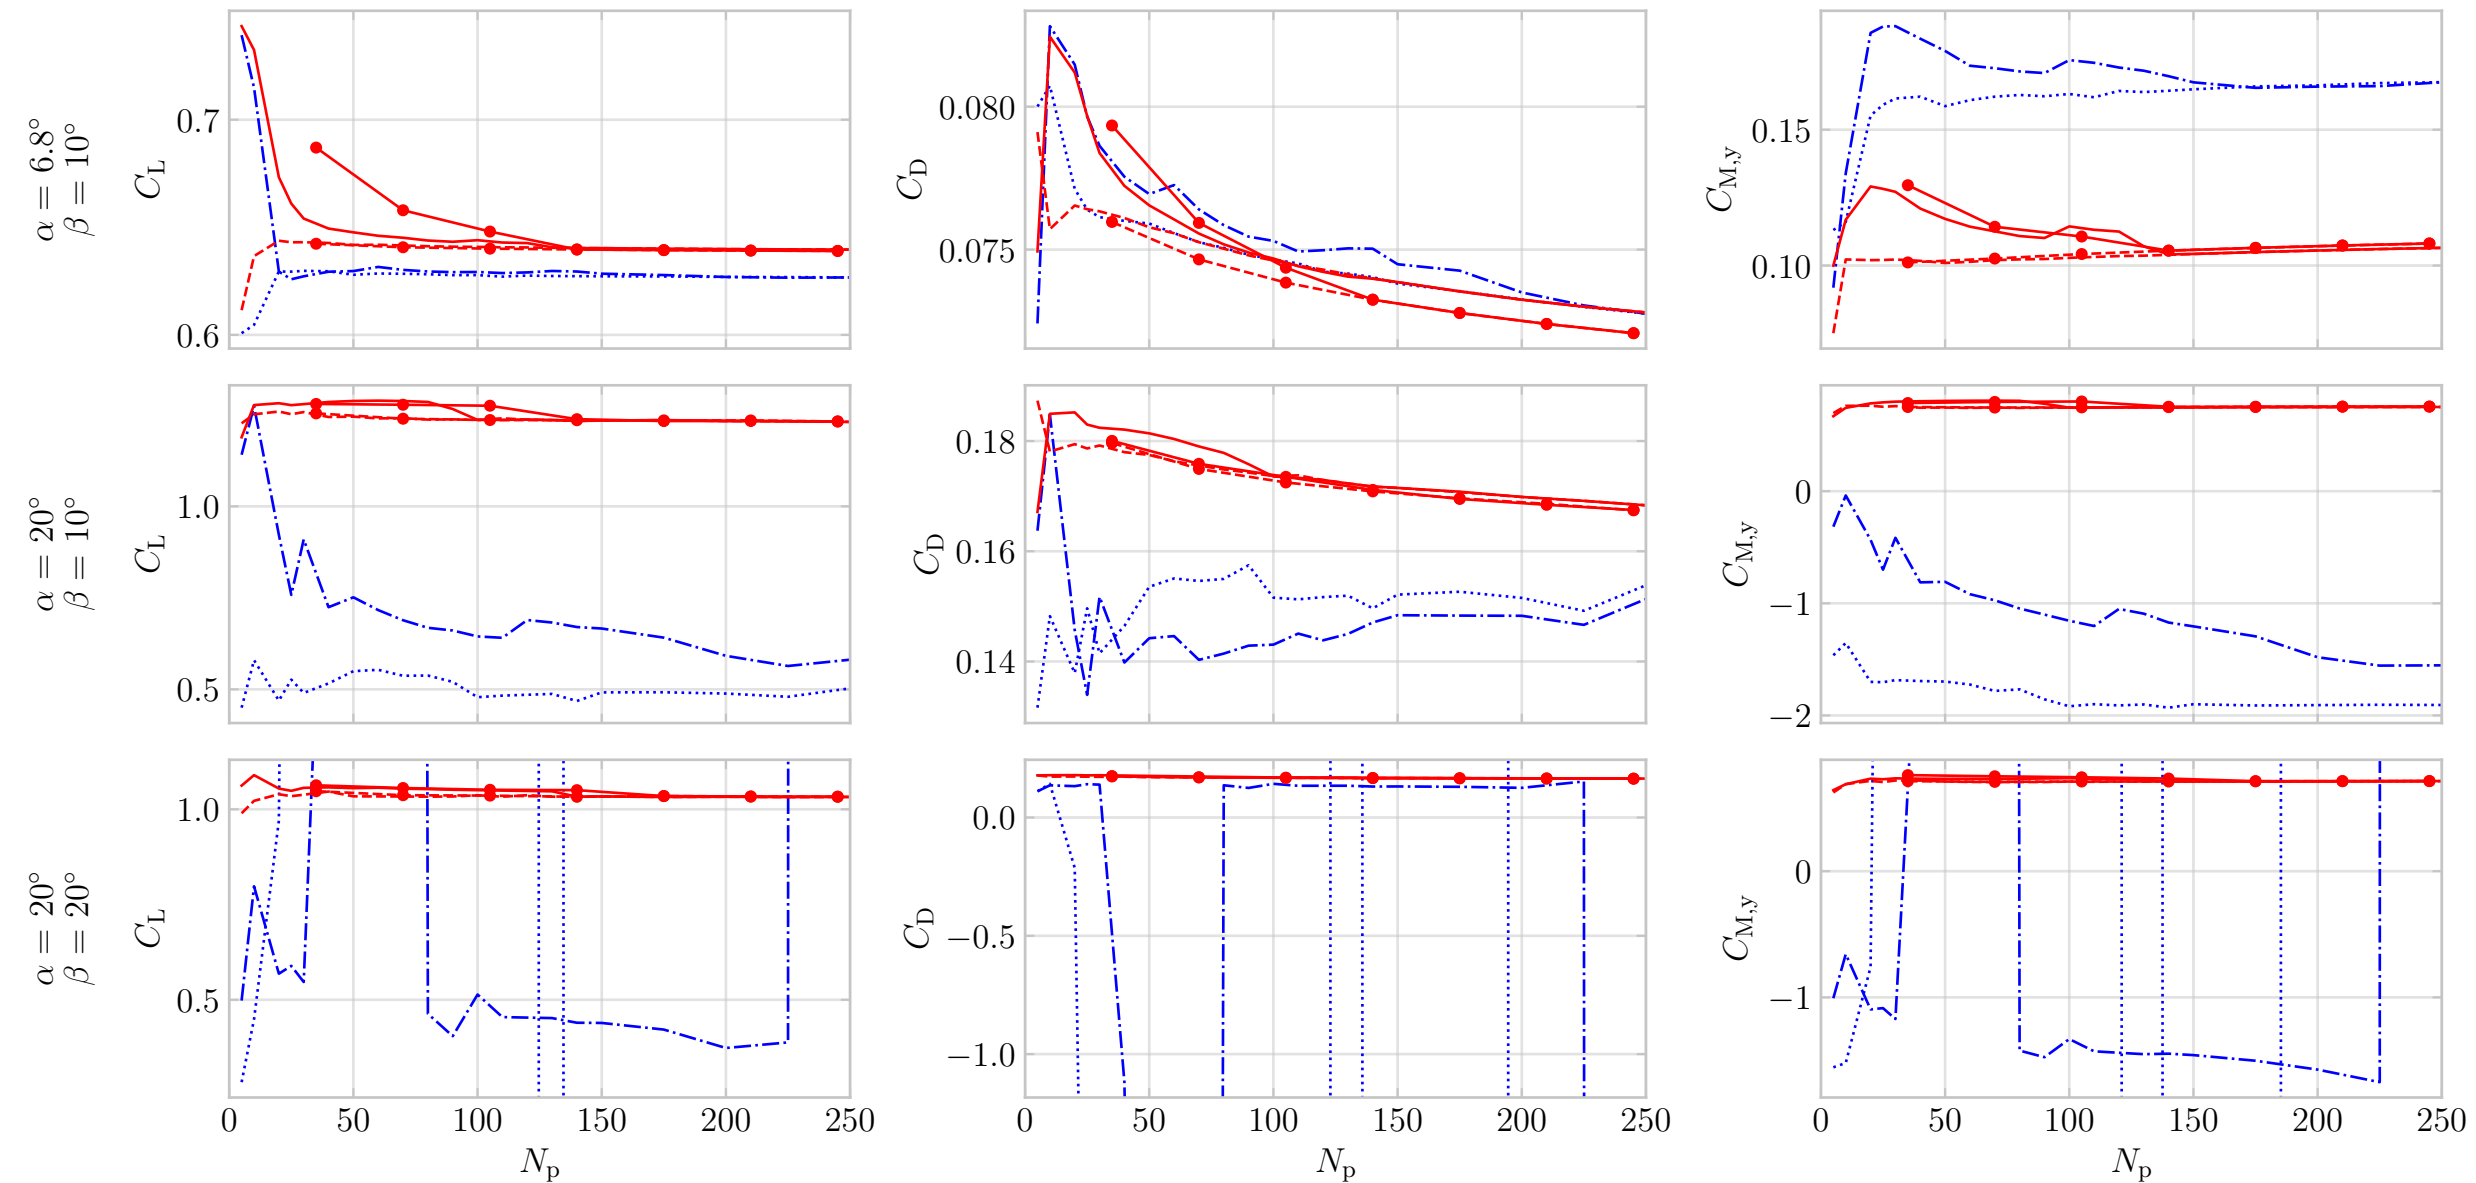 α = 6.8°
β = 10°
C_L
0.7
0.6
C_D
0.080
0.075
C_M,y
0.15
0.10
α = 20°
β = 10°
C_L
1.0
0.5
C_D
0.18
0.16
0.14
C_M,y
0
−1
−2
α = 20°
β = 20°
C_L
1.0
0.5
0 50 100 150 200 250
N_p
C_D
0.0
−0.5
−1.0
0 50 100 150 200 250
N_p
C_M,y
0
−1
0 50 100 150 200 250
N_p